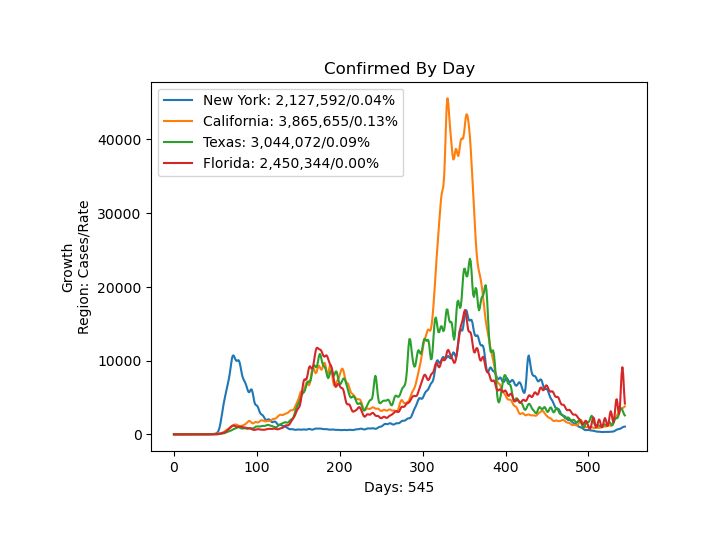 Confirmed By Day
New York: 2,127,592/0.04%
California: 3,865,655/0.13%
Texas: 3,044,072/0.09%
Florida: 2,450,344/0.00%
Growth
Region: Cases/Rate
40000
30000
20000
10000
0
0 100 200 300 400 500
Days: 545